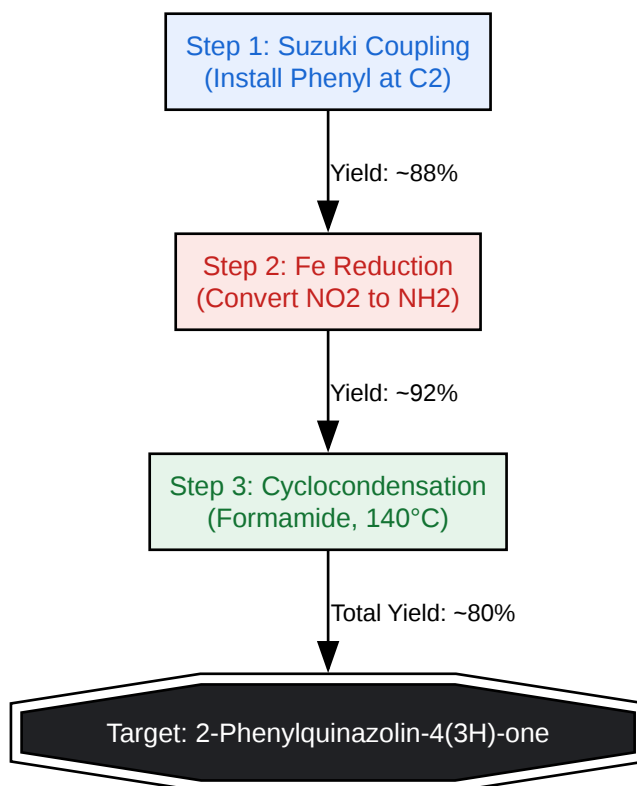 Step 1: Suzuki Coupling
(Install Phenyl at C2)
Yield: ~88%
Step 2: Fe Reduction
(Convert NO2 to NH2)
Yield: ~92%
Step 3: Cyclocondensation
(Formamide, 140°C)
Total Yield: ~80%
Target: 2-Phenylquinazolin-4(3H)-one